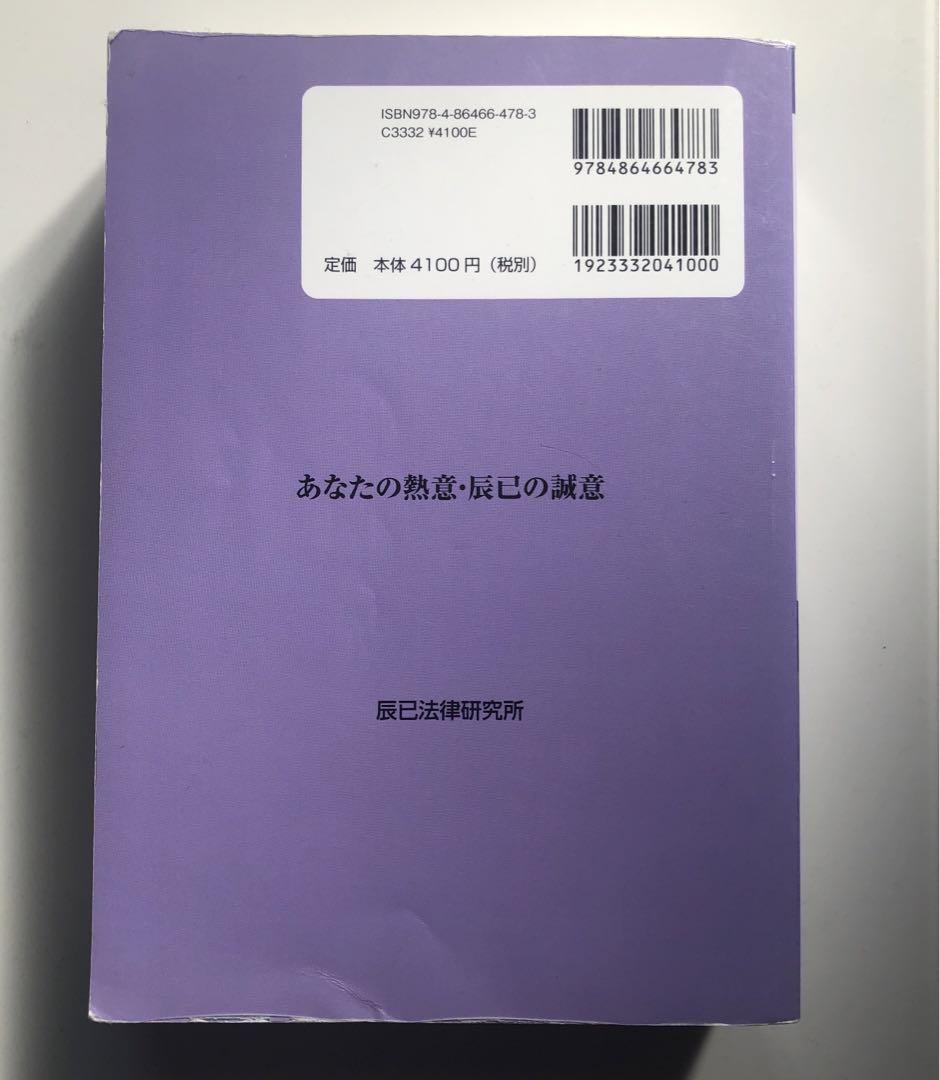 ISBN978-4-86466-478-3
C3332 ¥4100E
9784864664783
定価 本体4100円(税別)
1923332041000
あなたの熱意・辰已の誠意
辰已法律研究所